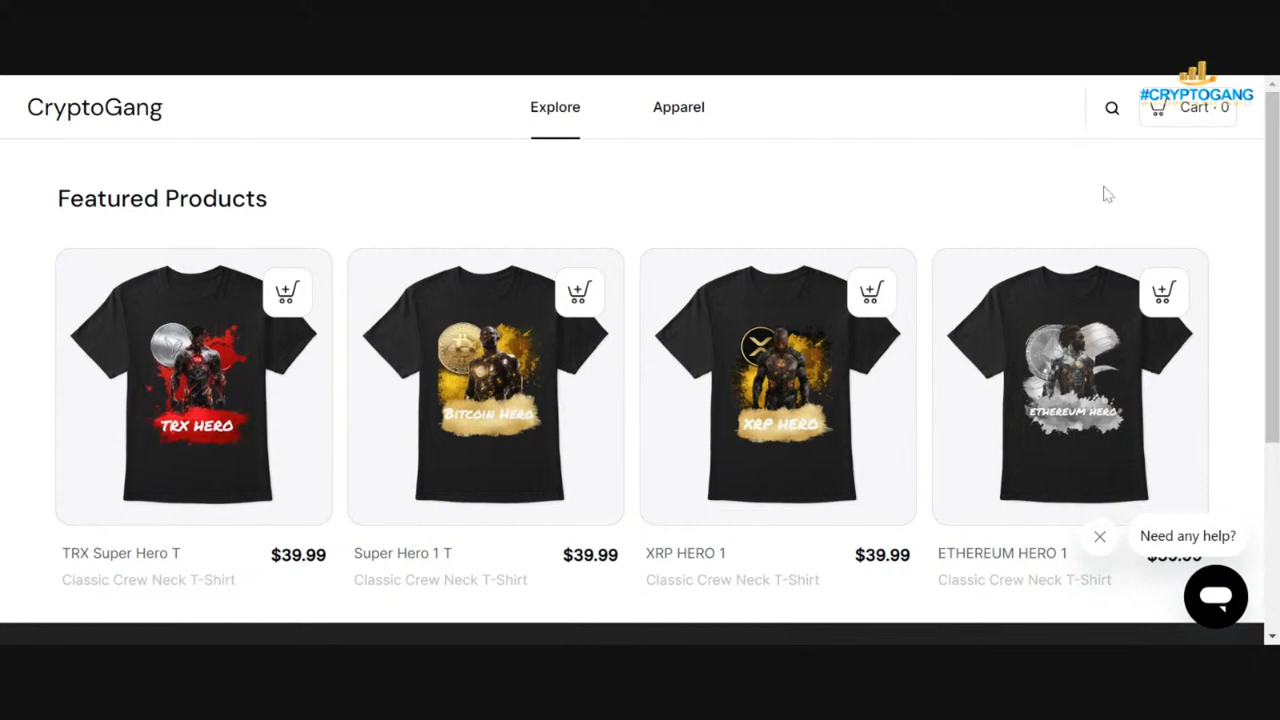 #CRYPTOGANG
CryptoGang
Explore
Apparel
Cart · 0
Featured Products
TRX HERO
BITCOIN HERO
XRP HERO
ETHEREUM HERO
TRX Super Hero T
$39.99
Classic Crew Neck T-Shirt
Super Hero 1 T
$39.99
Classic Crew Neck T-Shirt
XRP HERO 1
$39.99
Classic Crew Neck T-Shirt
ETHEREUM HERO 1
$39.99
Classic Crew Neck T-Shirt
Need any help?